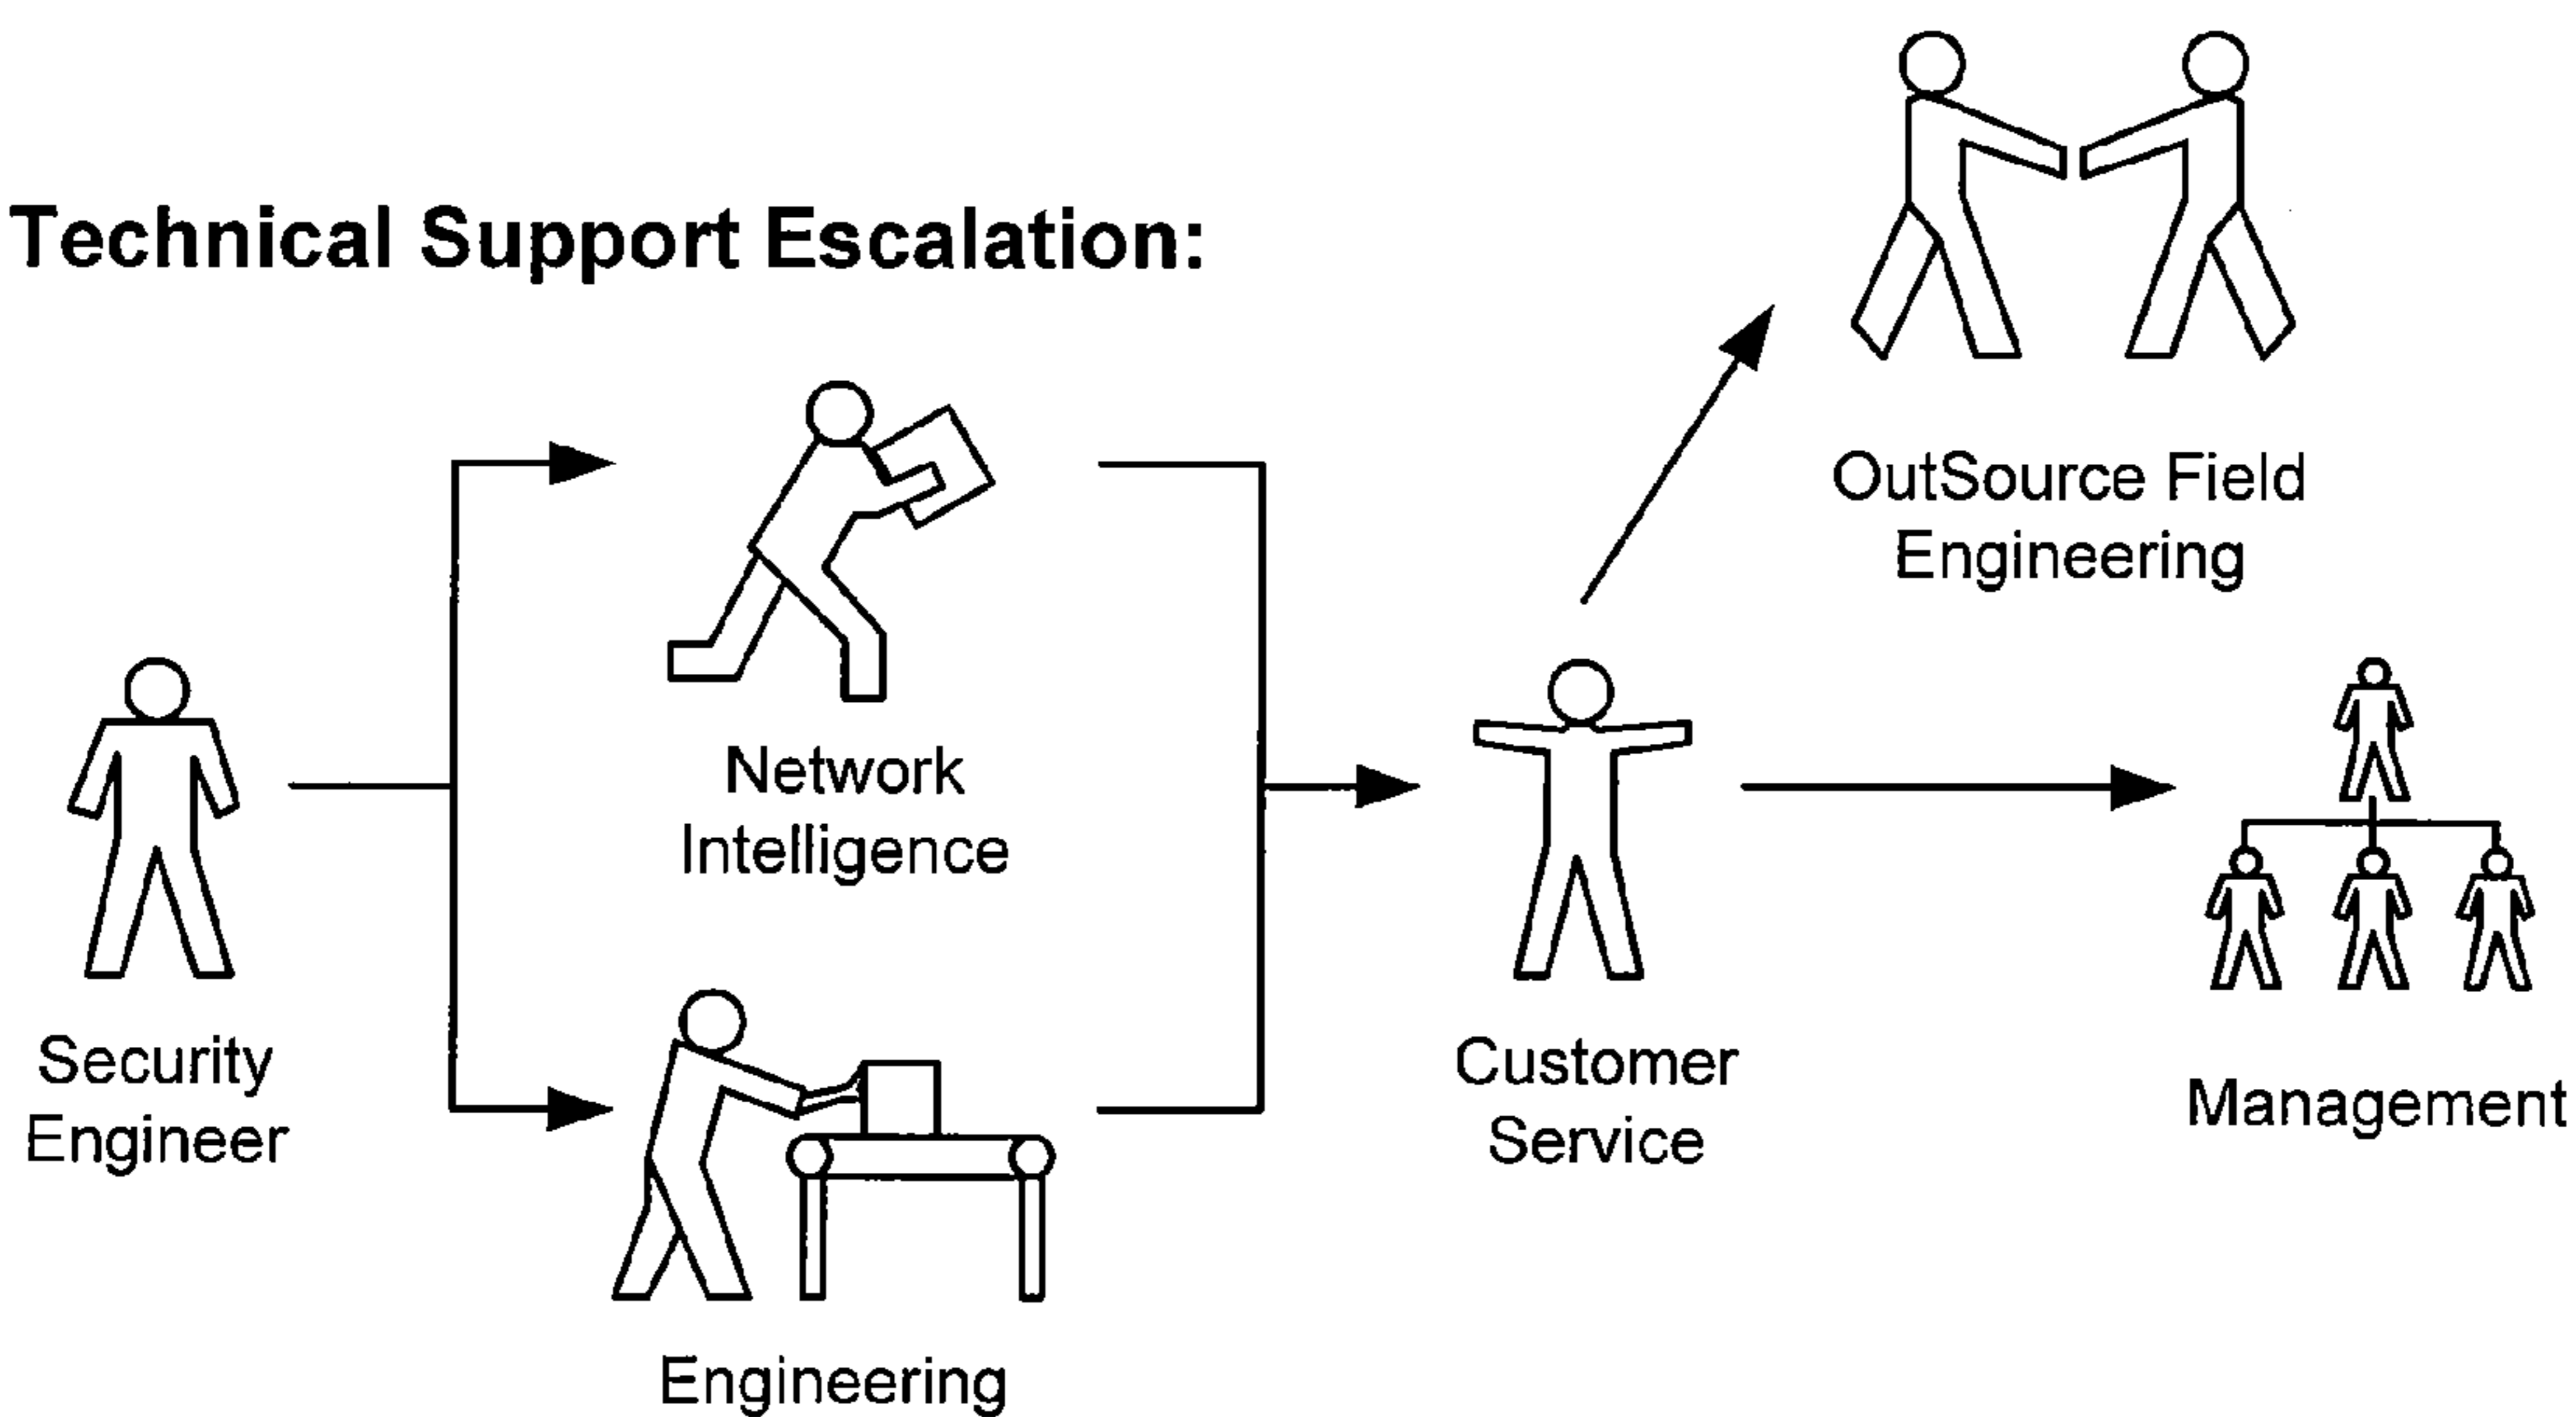 Technical Support Escalation:
OutSource Field
Engineering
Network
Intelligence
Security
Engineer
Customer
Service
Management
Engineering